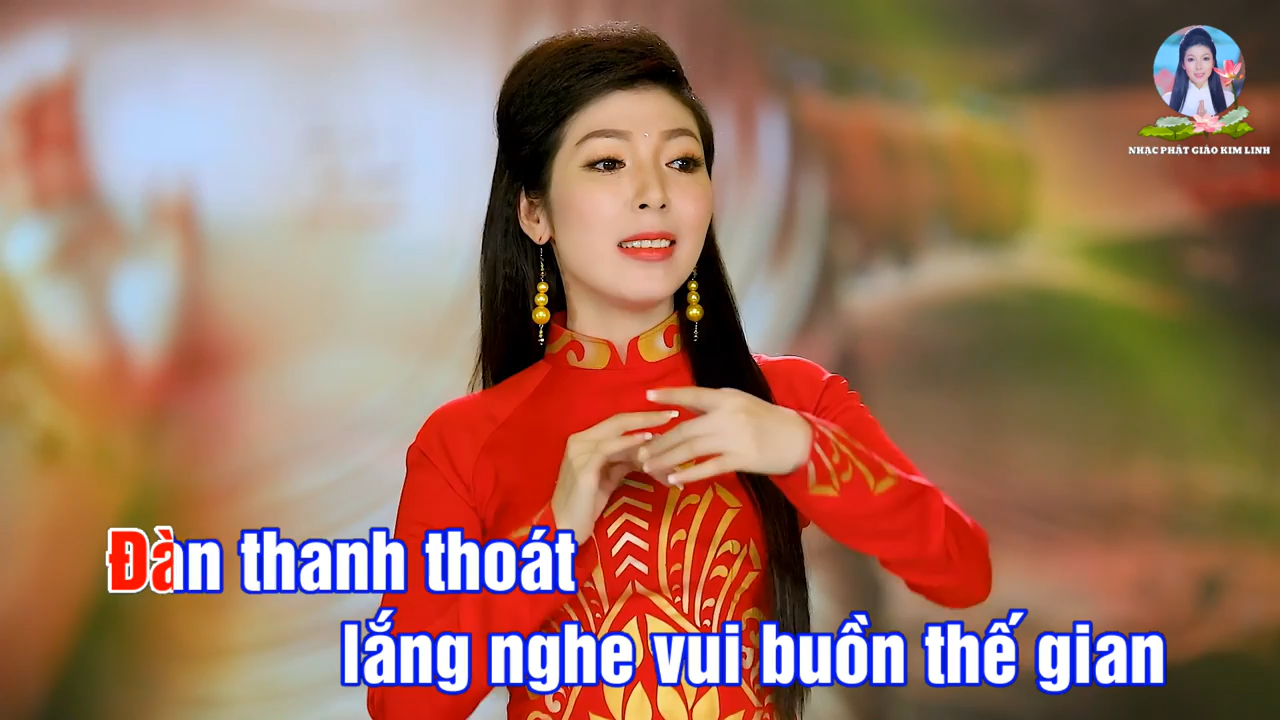 NHẠC PHẬT GIÁO KIM LINH
Đàn thanh thoát
lắng nghe vui buồn thế gian